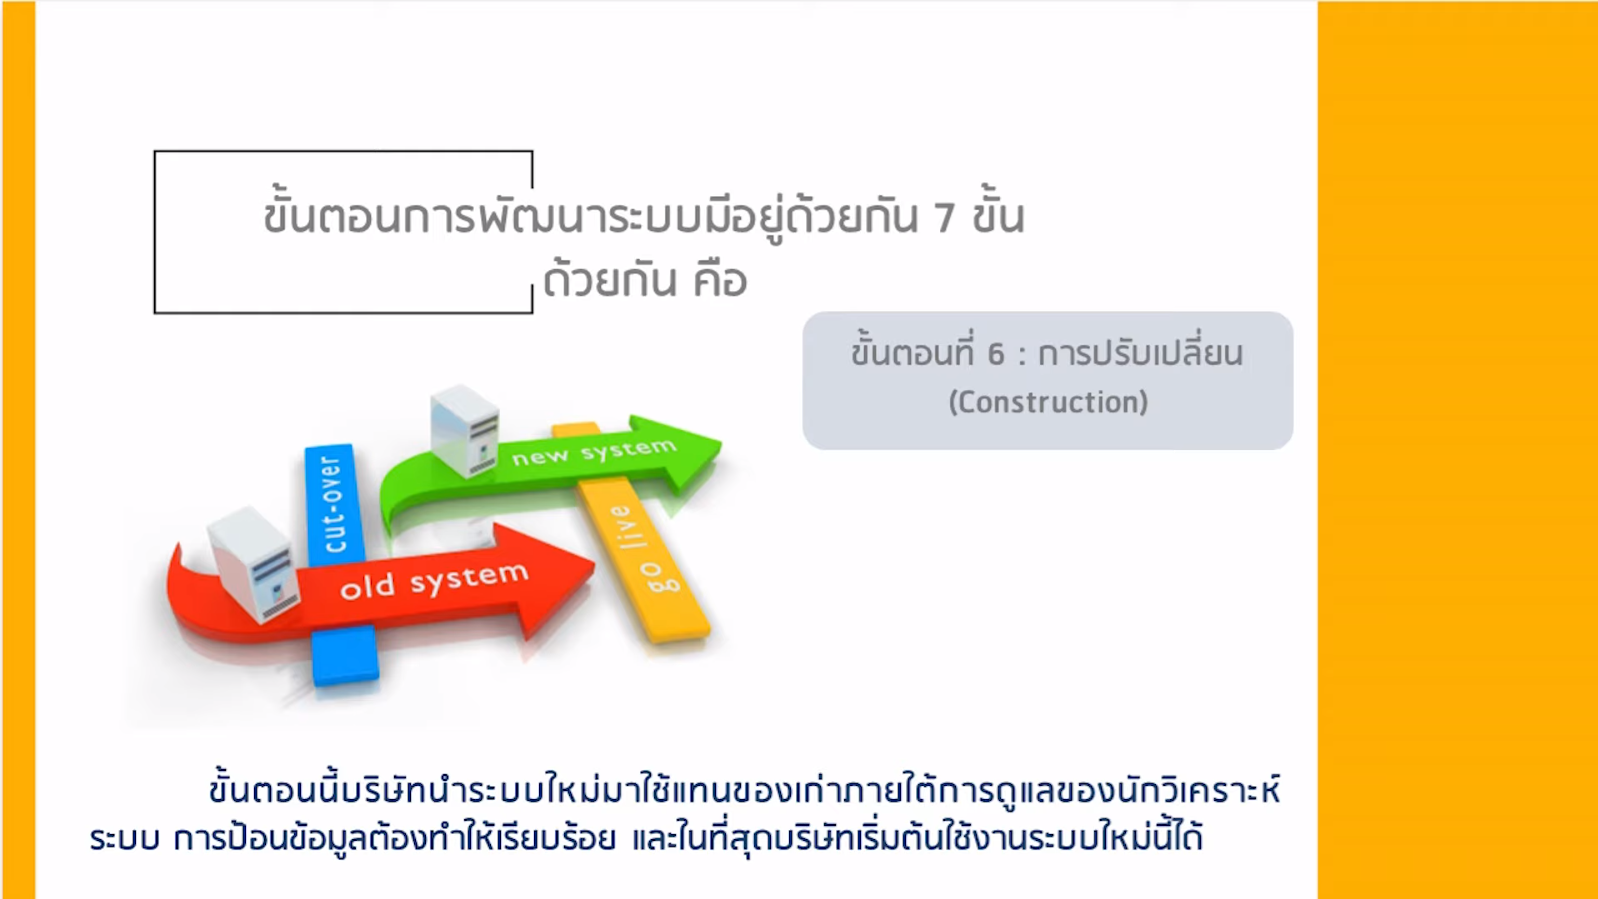 ขั้นตอนการพัฒนาระบบมีอยู่ด้วยกัน 7 ขั้น
ด้วยกัน คือ
ขั้นตอนที่ 6 : การปรับเปลี่ยน
(Construction)
new system
cut-over
go live
old system
ขั้นตอนนี้บริษัทนำระบบใหม่มาใช้แทนของเก่าภายใต้การดูแลของนักวิเคราะห์
ระบบ การป้อนข้อมูลต้องทำให้เรียบร้อย และในที่สุดบริษัทเริ่มต้นใช้งานระบบใหม่นี้ได้